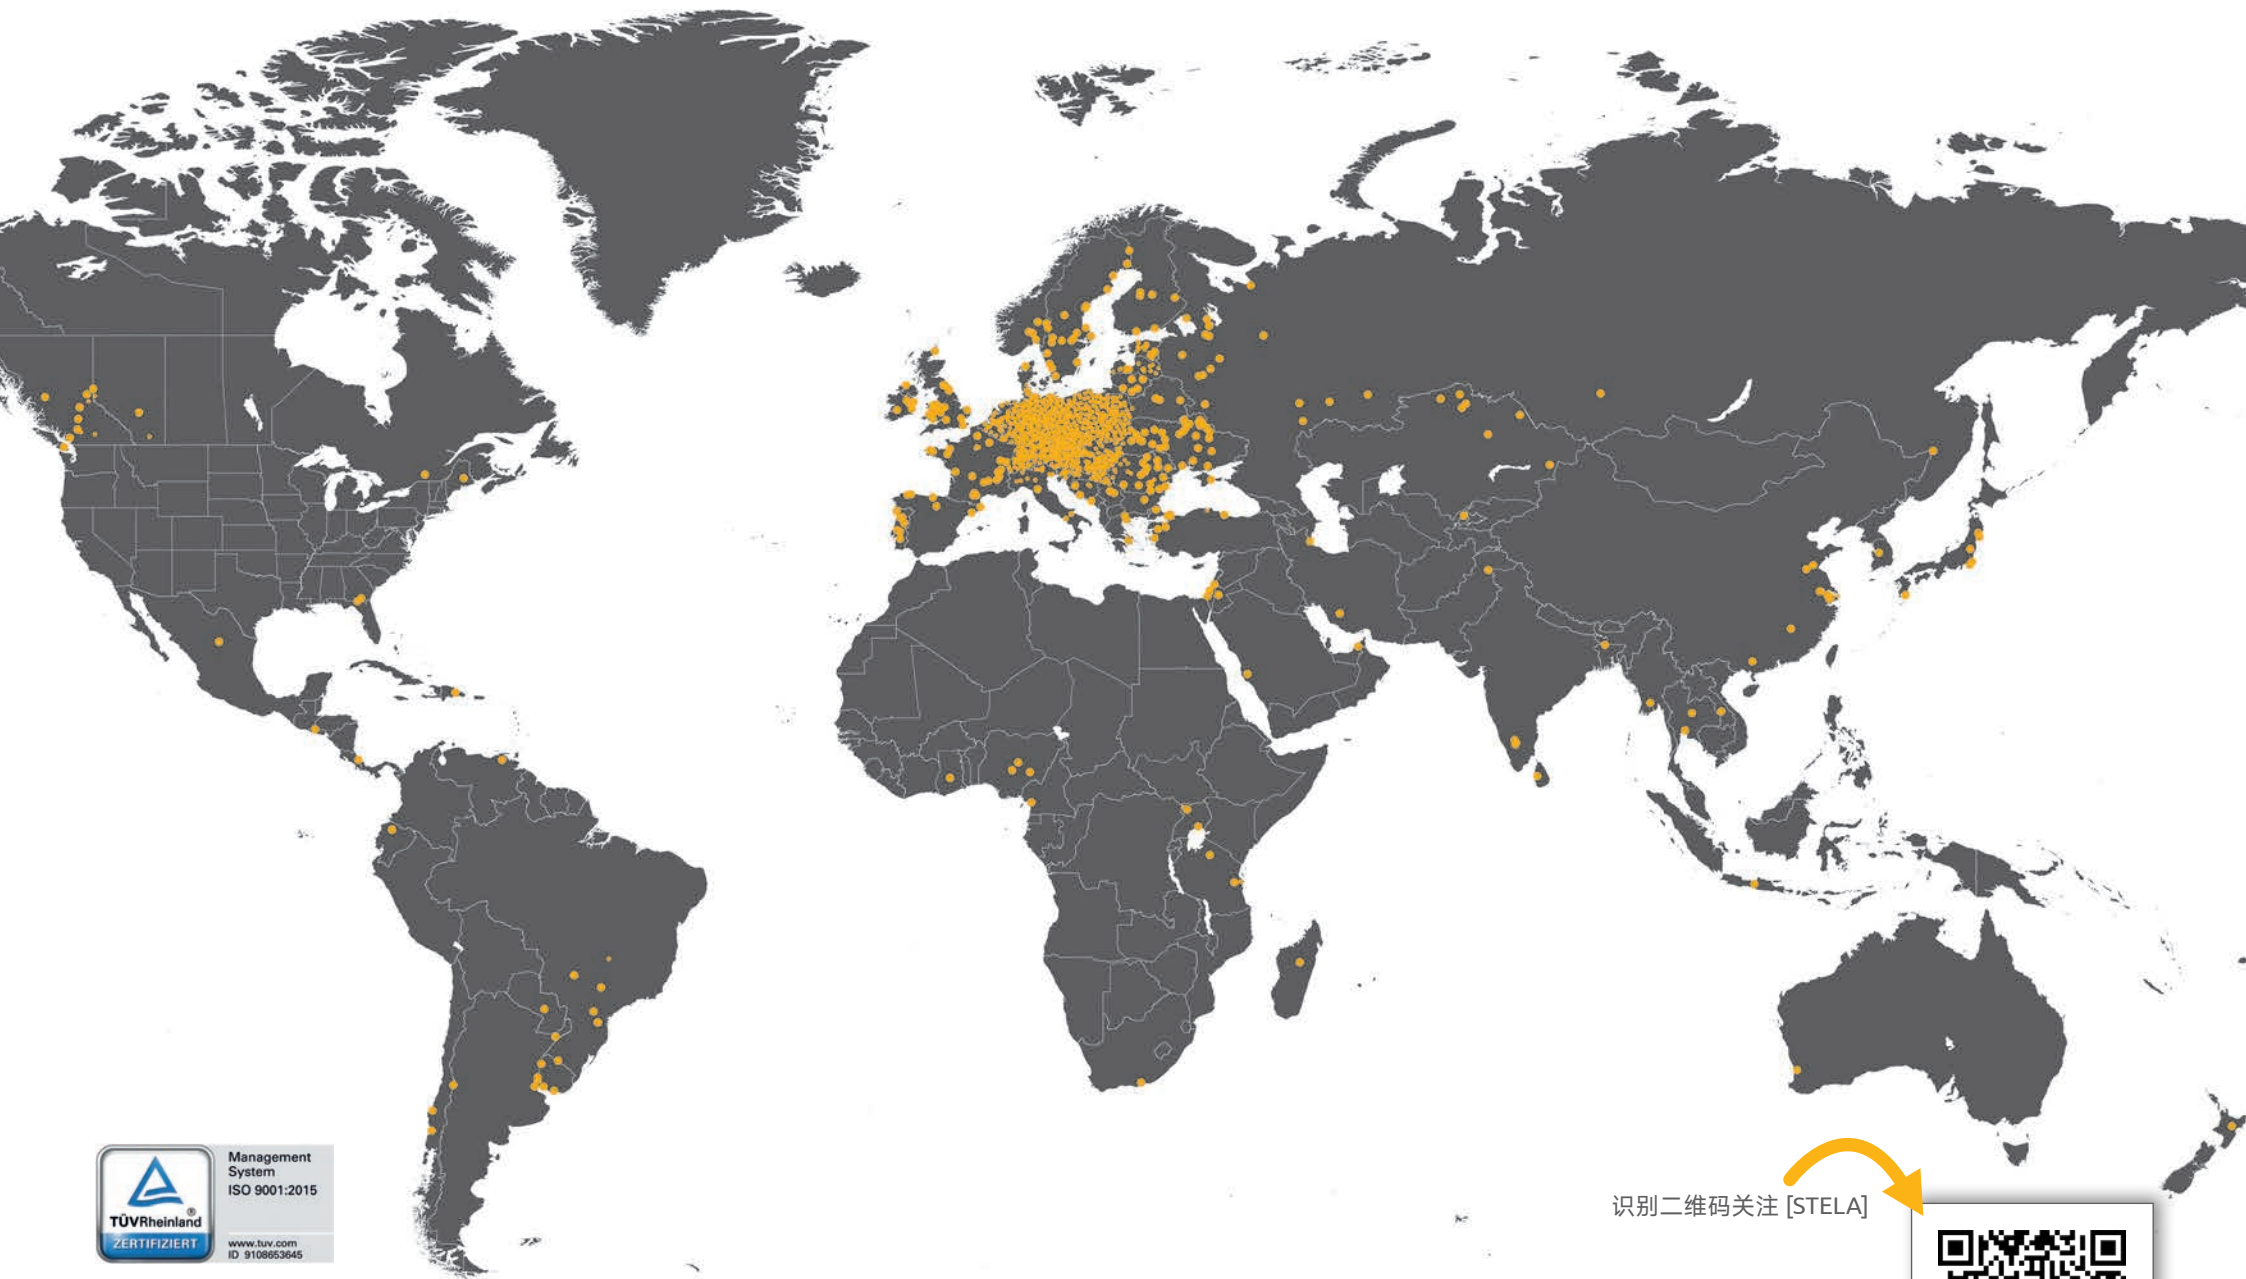 Management
System
ISO 9001:2015
®
TÜVRheinland
ZERTIFIZIERT
www.tuv.com
ID 9108653645
识别二维码关注 [STELA]